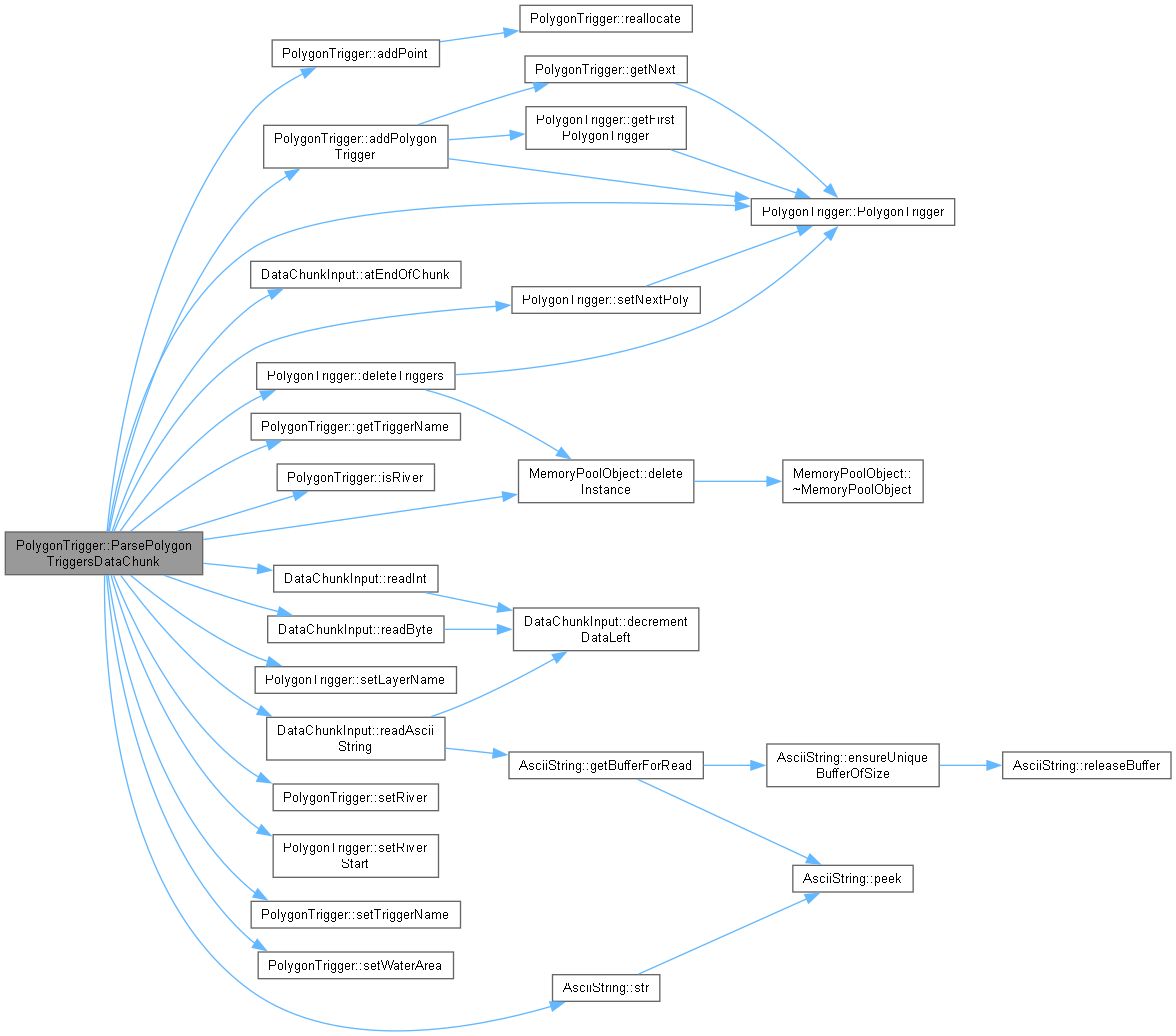 PolygonTrigger::reallocate
PolygonTrigger::addPoint
PolygonTrigger::getNext
PolygonTrigger::getFirst
PolygonTrigger
PolygonTrigger::addPolygon
Trigger
PolygonTrigger::PolygonTrigger
DataChunkInput::atEndOfChunk
PolygonTrigger::setNextPoly
PolygonTrigger::deleteTriggers
PolygonTrigger::getTriggerName
PolygonTrigger::isRiver
MemoryPoolObject::delete
Instance
MemoryPoolObject::
~MemoryPoolObject
PolygonTrigger::ParsePolygon
TriggersDataChunk
DataChunkInput::readInt
DataChunkInput::readByte
DataChunkInput::decrement
DataLeft
PolygonTrigger::setLayerName
DataChunkInput::readAscii
String
AsciiString::getBufferForRead
AsciiString::ensureUnique
BufferOfSize
AsciiString::releaseBuffer
PolygonTrigger::setRiver
PolygonTrigger::setRiver
Start
AsciiString::peek
PolygonTrigger::setTriggerName
PolygonTrigger::setWaterArea
AsciiString::str